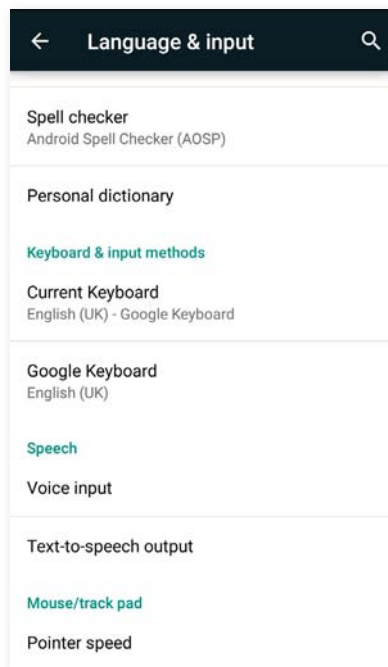 Language & input
Spell checker
Android Spell Checker (AOSP)
Personal dictionary
Keyboard & input methods
Current Keyboard
English (UK) - Google Keyboard
Google Keyboard
English (UK)
Speech
Voice input
Text-to-speech output
Mouse/track pad
Pointer speed